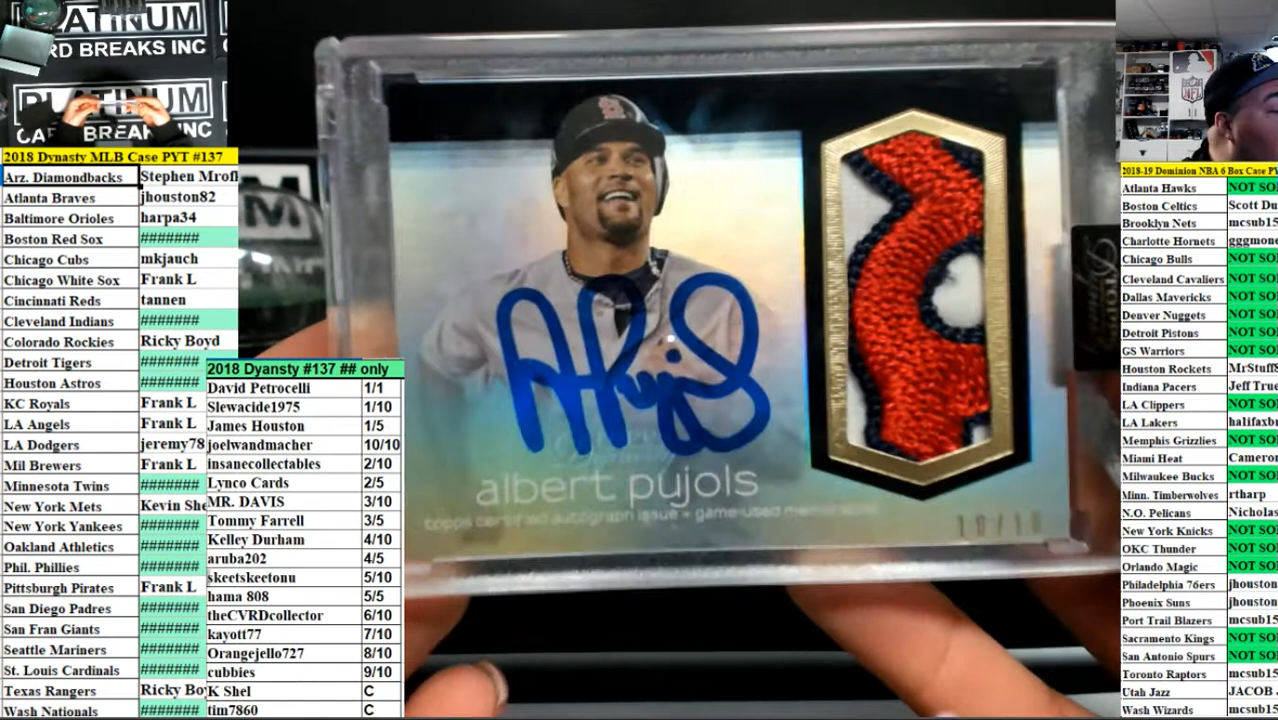 PLATINUM
CARD BREAKS INC
PLATINUM
CARD BREAKS INC
2018 Dynasty MLB Case PYT #137
Arz. Diamondbacks Stephen Mrofl
Atlanta Braves jhouston82
Baltimore Orioles harpa34
Boston Red Sox #######
Chicago Cubs mkjauch
Chicago White Sox Frank L
Cincinnati Reds tannen
Cleveland Indians #######
Colorado Rockies Ricky Boyd
Detroit Tigers #######
Houston Astros #######
KC Royals Frank L
LA Angels Frank L
LA Dodgers jeremy78
Mil Brewers Frank L
Minnesota Twins #######
New York Mets Kevin She
New York Yankees #######
Oakland Athletics #######
Phil. Phillies #######
Pittsburgh Pirates Frank L
San Diego Padres #######
San Fran Giants #######
Seattle Mariners #######
St. Louis Cardinals #######
Texas Rangers Ricky Bo
Wash Nationals #######
2018 Dyansty #137 ## only
David Petrocelli 1/1
Slewacide1975 1/10
James Houston 1/5
joelwandmacher 10/10
insanecollectables 2/10
Lynco Cards 2/5
MR. DAVIS 3/10
Tommy Farrell 3/5
Kelley Durham 4/10
aruba202 4/5
skeetskeetonu 5/10
hama 808 5/5
theCVRDcollector 6/10
kayott77 7/10
Orangejello727 8/10
cubbies 9/10
K Shel C
tim7860 C
albert pujols
topps certified autograph issue • game-used memorabilia
10/10
2018-19 Dominion NBA 6 Box Case PY
Atlanta Hawks NOT SO
Boston Celtics Scott Du
Brooklyn Nets mcsub15
Charlotte Hornets gggmon
Chicago Bulls NOT SO
Cleveland Cavaliers NOT SO
Dallas Mavericks NOT SO
Denver Nuggets NOT SO
Detroit Pistons NOT SO
GS Warriors NOT SO
Houston Rockets MrStuff8
Indiana Pacers Jeff True
LA Clippers NOT SO
LA Lakers halifaxb
Memphis Grizzlies NOT SO
Miami Heat Cameron
Milwaukee Bucks NOT SO
Minn. Timberwolves rtharp
N.O. Pelicans Nicholas
New York Knicks NOT SO
OKC Thunder NOT SO
Orlando Magic NOT SO
Philadelphia 76ers jhouston
Phoenix Suns jhouston
Port Trail Blazers mcsub15
Sacramento Kings NOT SO
San Antonio Spurs NOT SO
Toronto Raptors mcsub15
Utah Jazz JACOB
Wash Wizards mcsub15